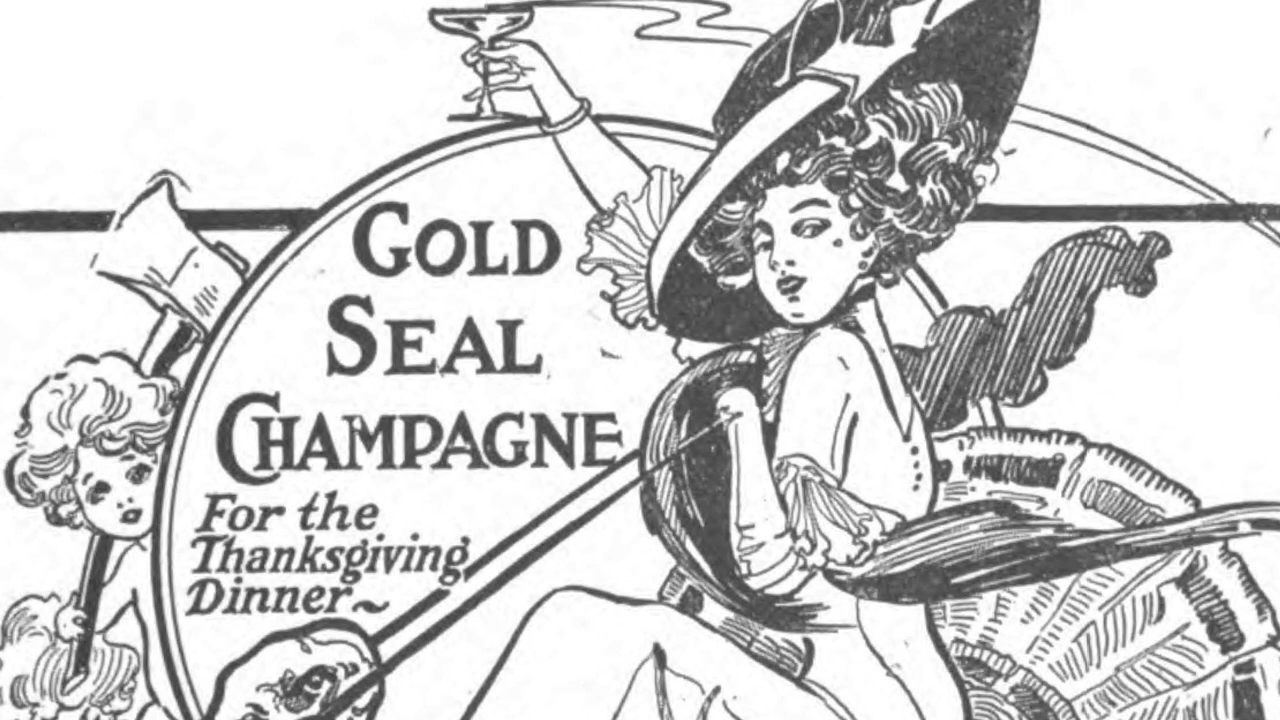 GOLD
SEAL
CHAMPAGNE
For the
Thanksgiving
Dinner~